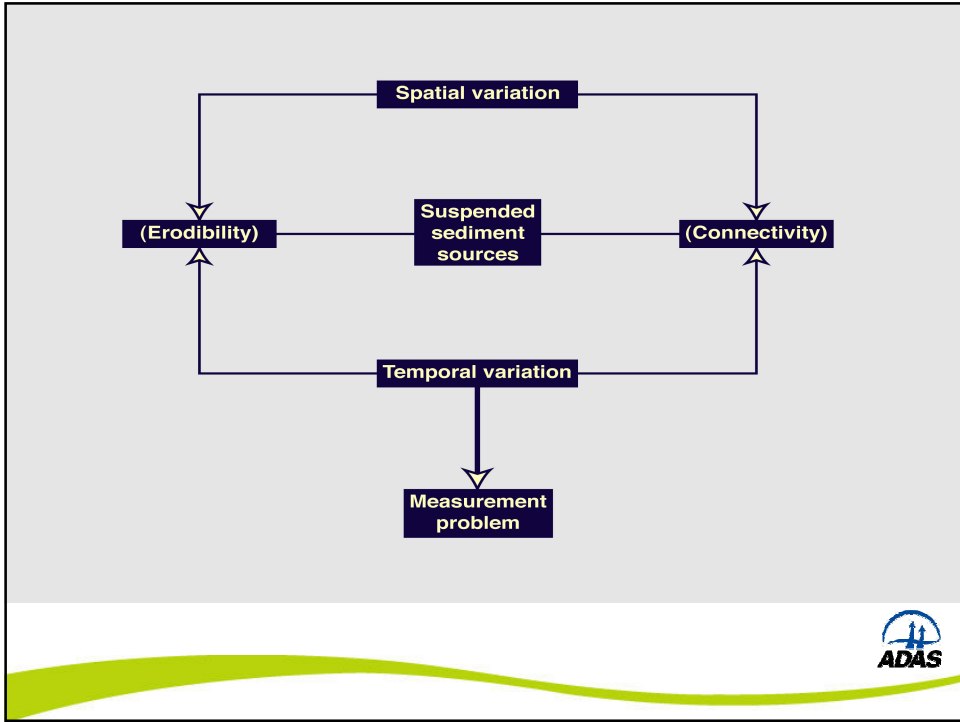 Spatial variation
(Erodibility)
Suspended
sediment
sources
(Connectivity)
Temporal variation
Measurement
problem
ADAS